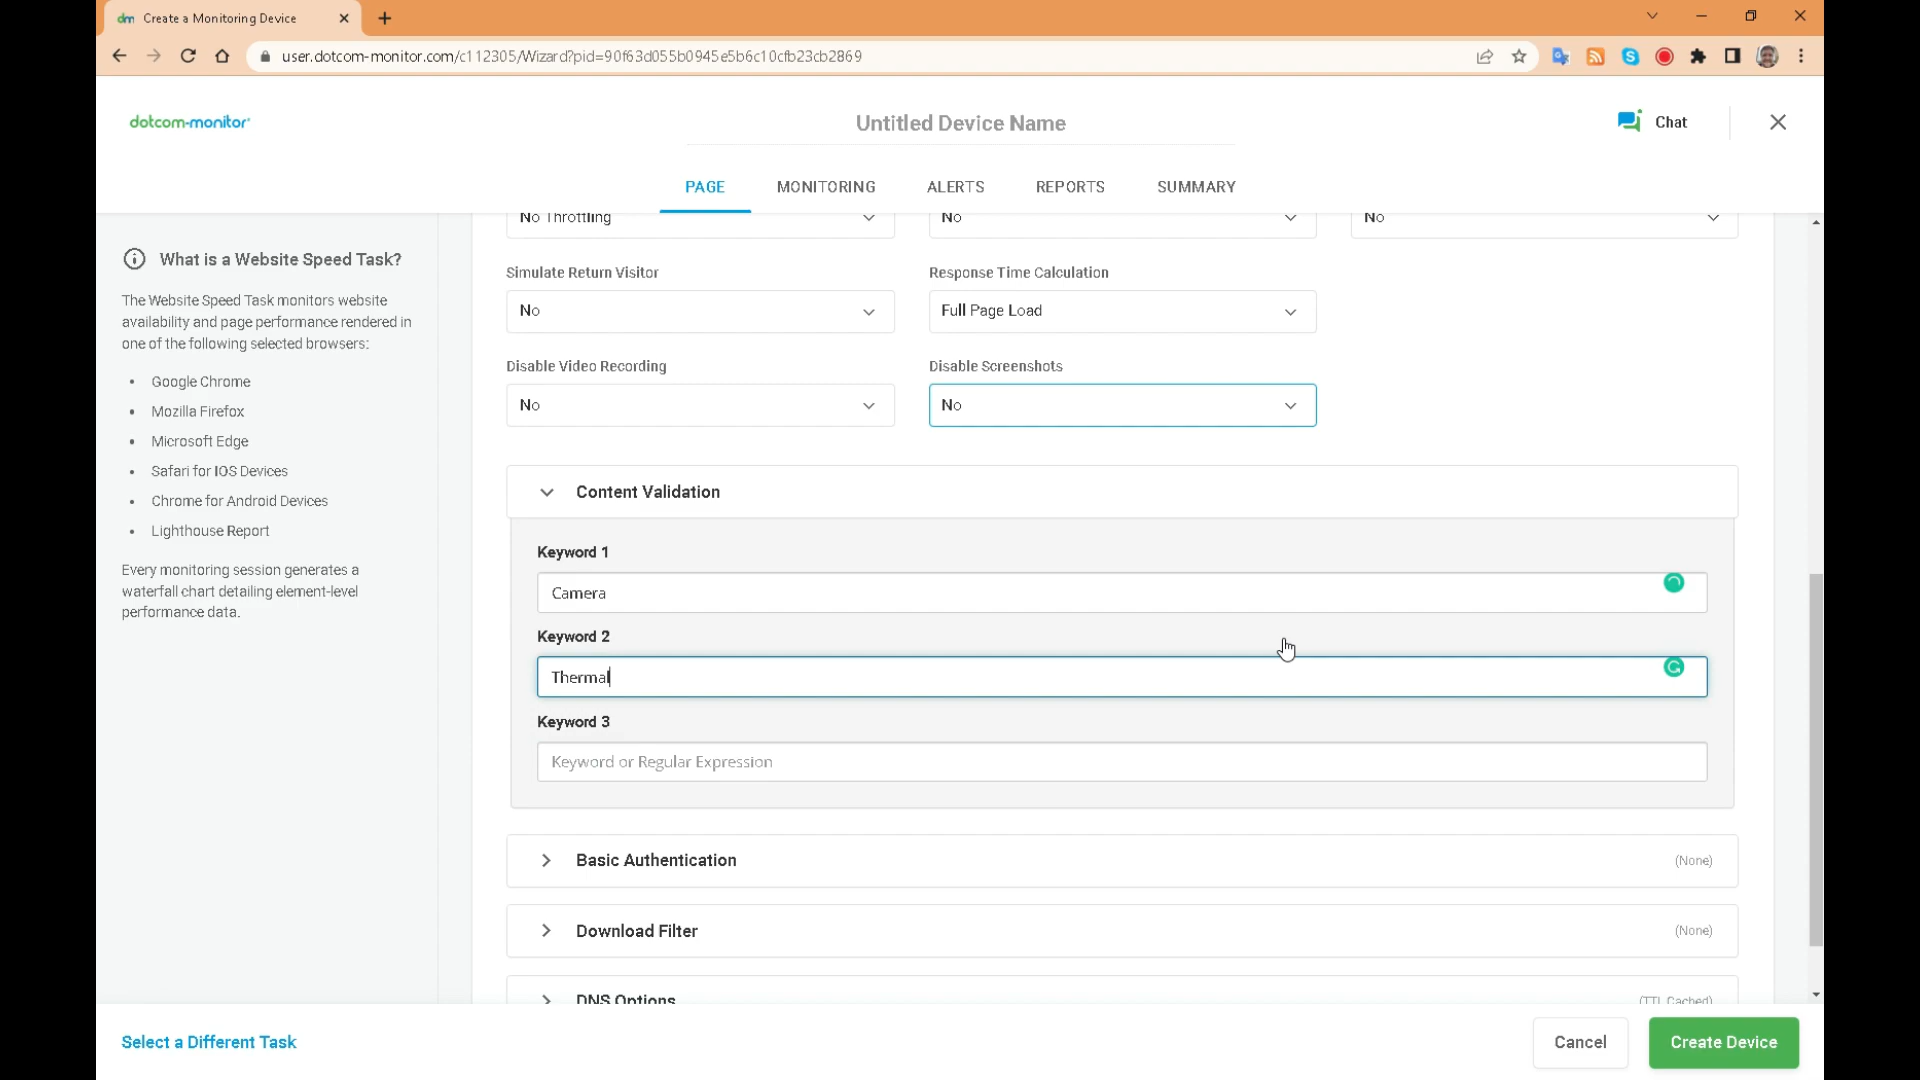 dm Create a Monitoring Device
user.dotcom-monitor.com/c112305/Wizard?pid=90f63d055b0945e5b6c10cfb23cb2869
dotcom-monitor
Untitled Device Name
Chat
PAGE MONITORING ALERTS REPORTS SUMMARY
No Throttling No No
What is a Website Speed Task?
The Website Speed Task monitors website
availability and page performance rendered in
one of the following selected browsers:
• Google Chrome
• Mozilla Firefox
• Microsoft Edge
• Safari for IOS Devices
• Chrome for Android Devices
• Lighthouse Report
Every monitoring session generates a
waterfall chart detailing element-level
performance data.
Simulate Return Visitor Response Time Calculation
No Full Page Load
Disable Video Recording Disable Screenshots
No No
Content Validation
Keyword 1
Camera
Keyword 2
Thermal
Keyword 3
Keyword or Regular Expression
Basic Authentication (None)
Download Filter (None)
DNS Options (TTL Cached)
Select a Different Task
Cancel Create Device